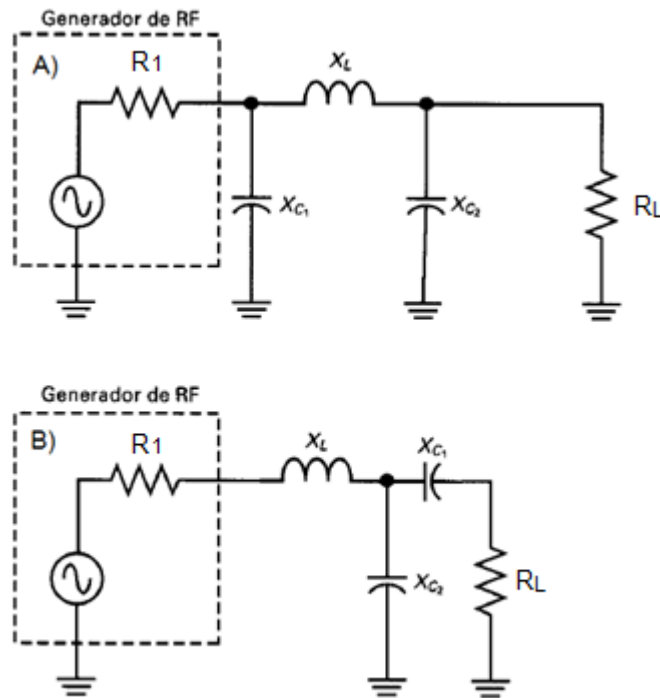 Generador de RF
A)
R1
XL
XC1
XC2
RL
Generador de RF
B)
R1
XL
XC1
XC2
RL